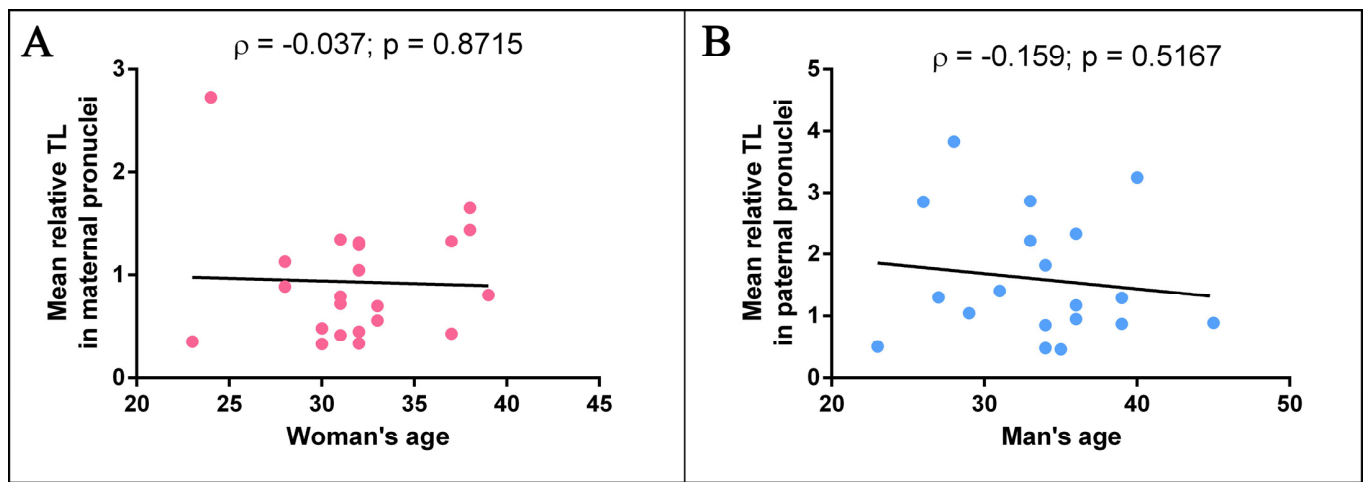 A
ρ = -0.037; p = 0.8715
Mean relative TL
in maternal pronuclei
3
2
1
0
20 25 30 35 40 45
Woman's age
B
ρ = -0.159; p = 0.5167
Mean relative TL
in paternal pronuclei
5
4
3
2
1
0
20 30 40 50
Man's age